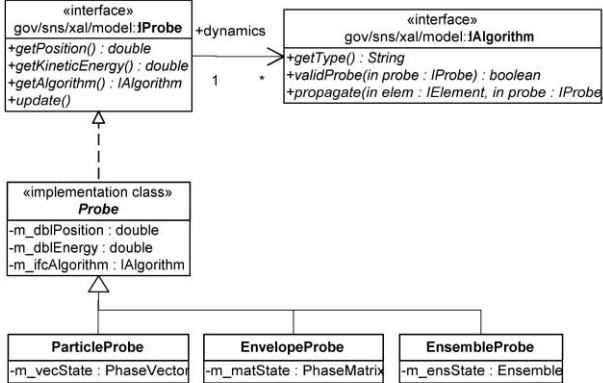 «interface»
gov/sns/xal/model::IProbe
+getPosition() : double
+getKineticEnergy() : double
+getAlgorithm() : IAlgorithm
+update()
+dynamics
1
*
«interface»
gov/sns/xal/model::IAlgorithm
+getType() : String
+validProbe(in probe : IProbe) : boolean
+propagate(in elem : IElement, in probe : IProbe
«implementation class»
Probe
-m_dblPosition : double
-m_dblEnergy : double
-m_ifcAlgorithm : IAlgorithm
ParticleProbe
-m_vecState : PhaseVector
EnvelopeProbe
-m_matState : PhaseMatrix
EnsembleProbe
-m_ensState : Ensemble